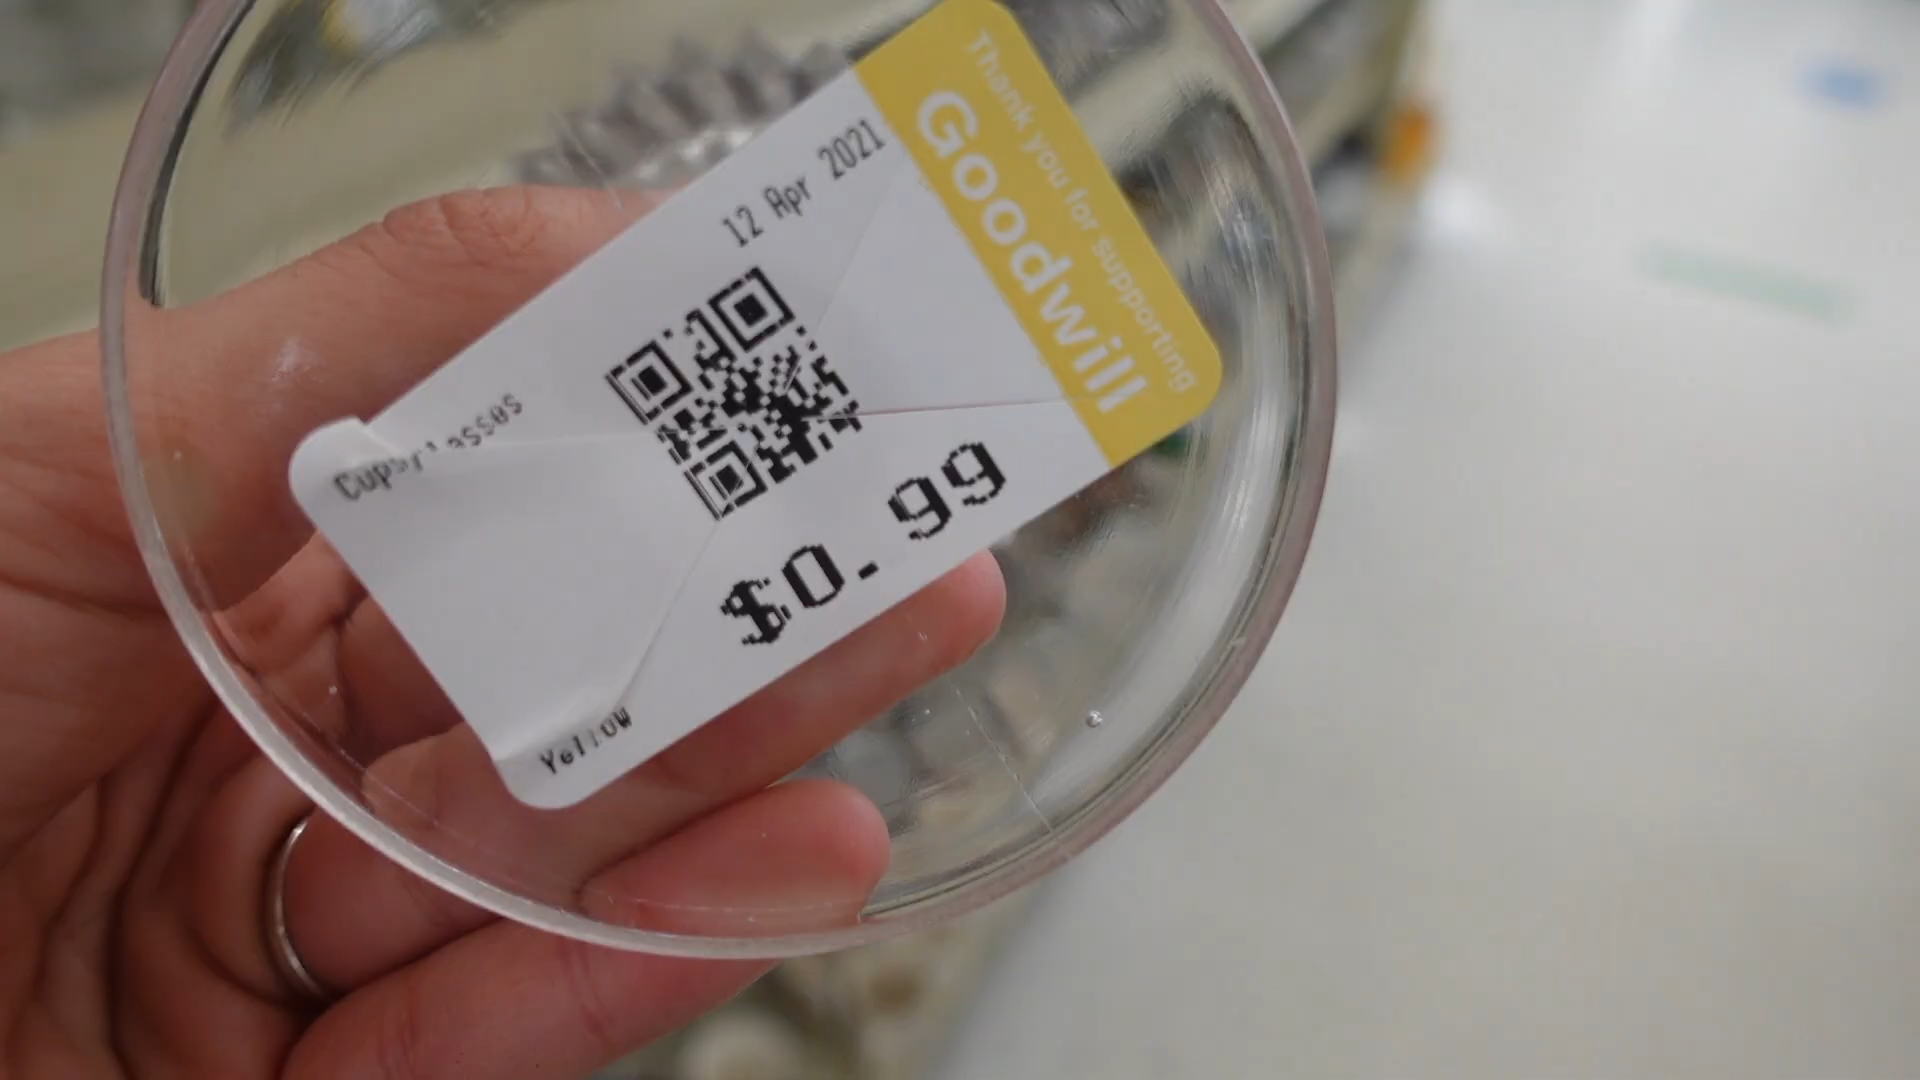 Thank you for supporting
Goodwill
12 Apr 2021
$0.99
Yellow